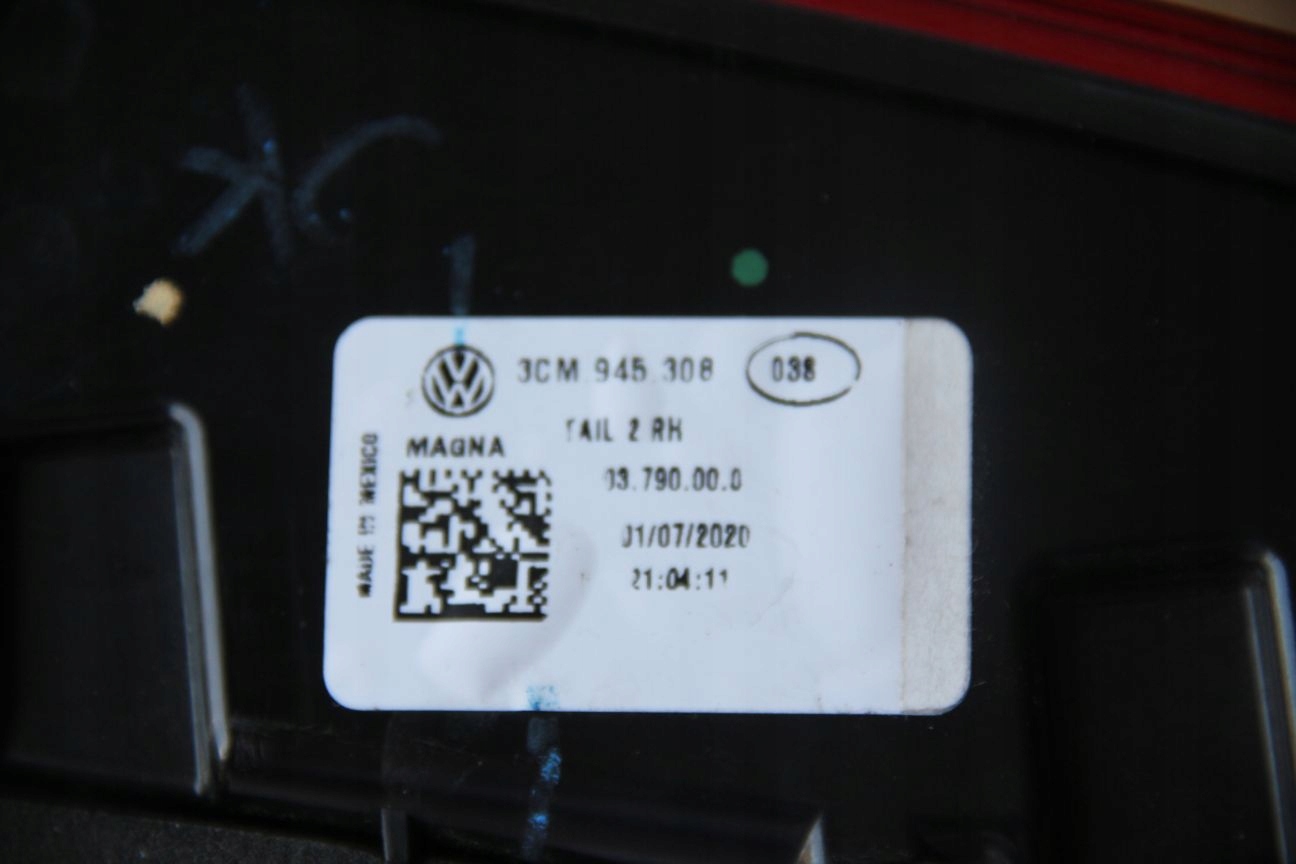 3CM 945 308 038
TAIL 2 RH
MAGNA
03.790.00.0
01/07/2020
21:04:11
MADE IN MEXICO